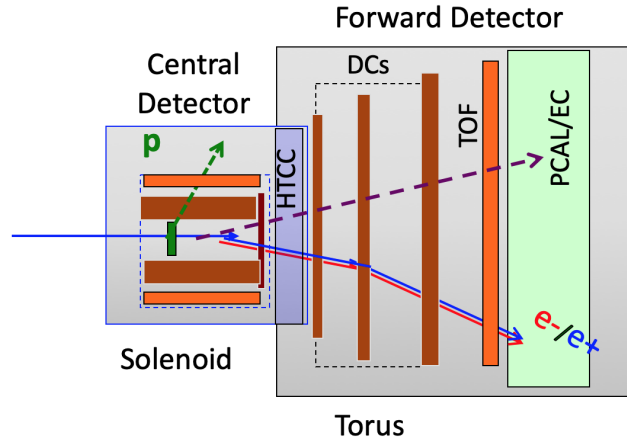 Forward Detector
Central
Detector
DCs
TOF
PCAL/EC
p
HTCC
e-/e+
Solenoid
Torus